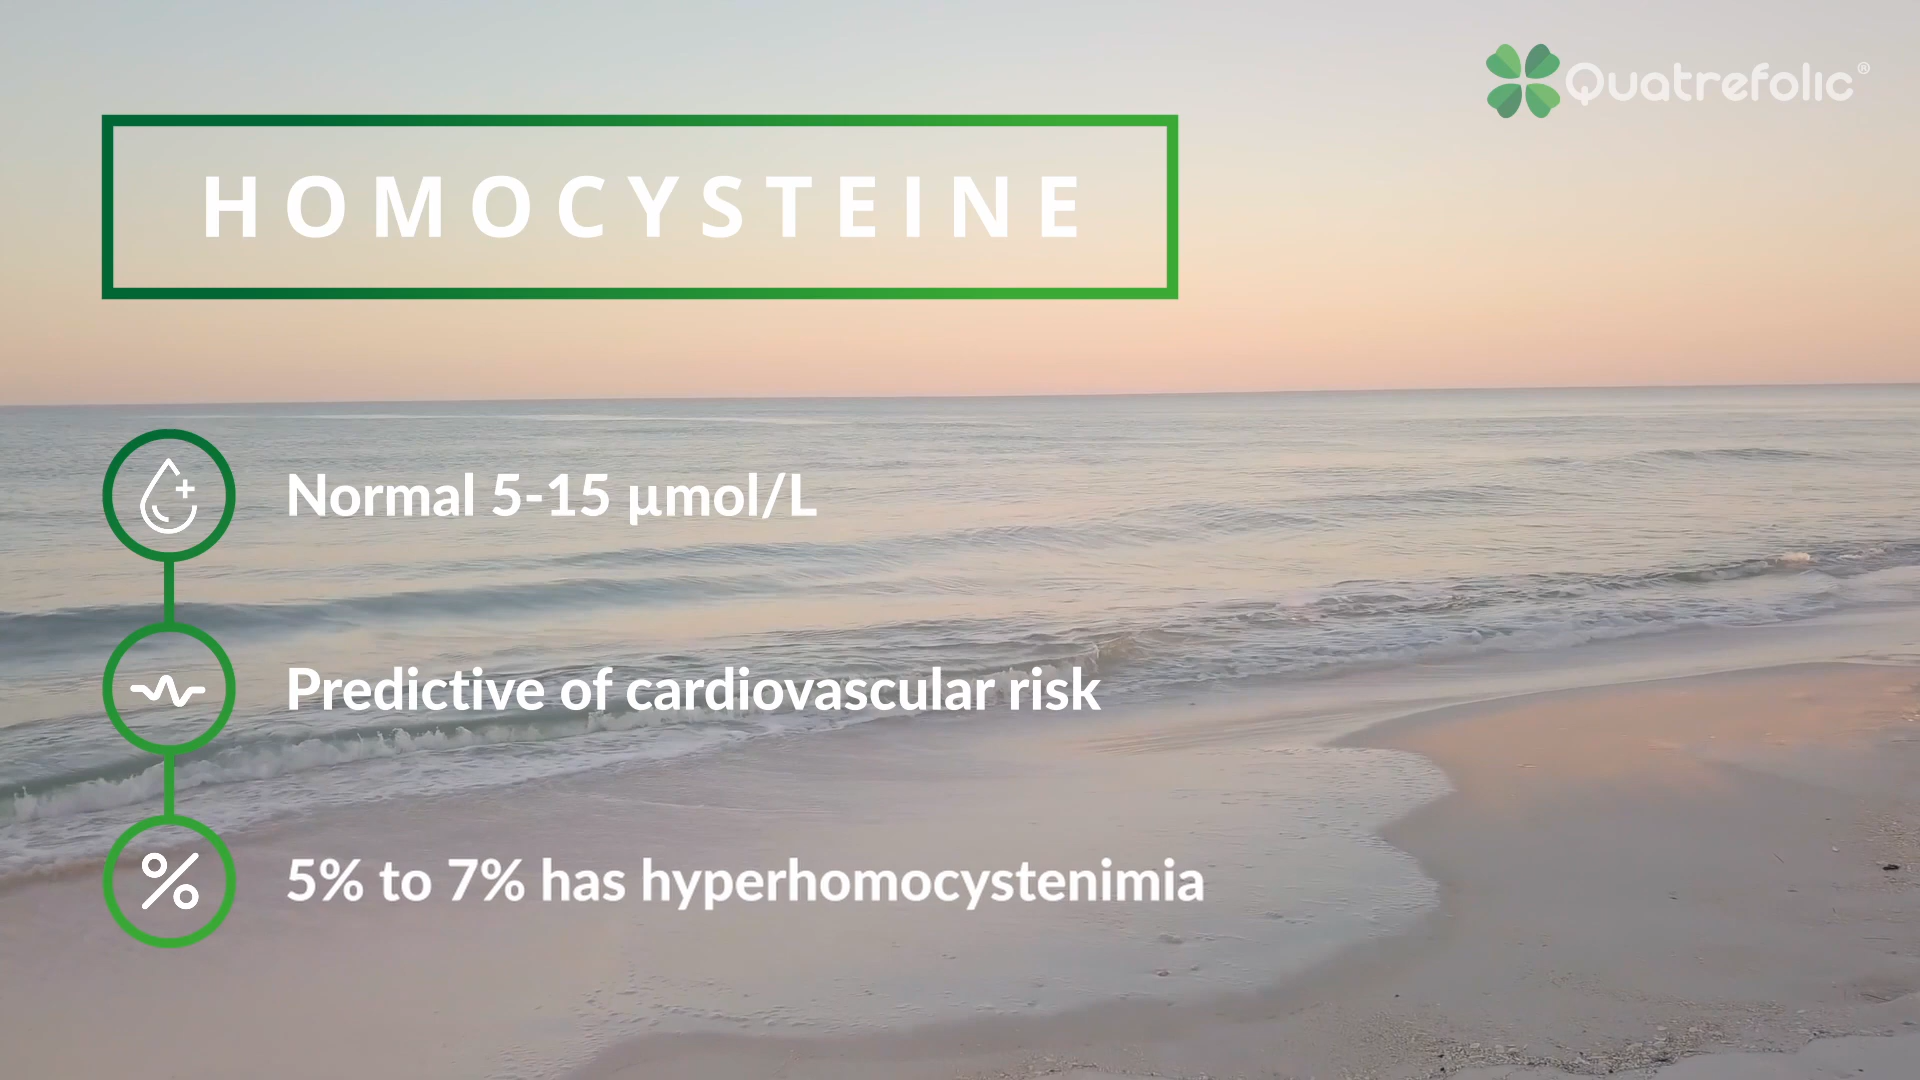 Quatrefolic®
HOMOCYSTEINE
Normal 5-15 µmol/L
Predictive of cardiovascular risk
5% to 7% has hyperhomocystenimia